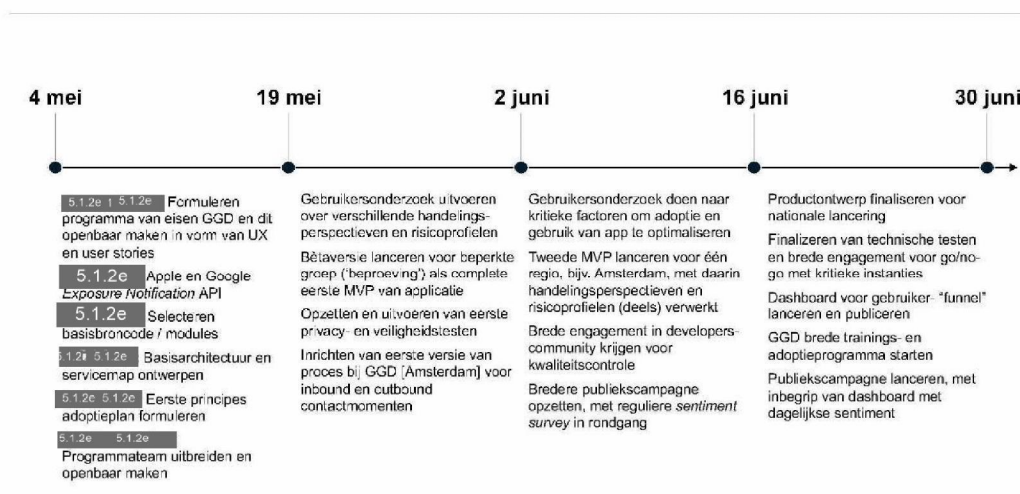 4 mei
19 mei
2 juni
16 juni
30 juni
5.1.2e 5.1.2e Formuleren
programma van eisen GGD en dit
openbaar maken in vorm van UX
en user stories
5.1.2e Apple en Google
Exposure Notification API
5.1.2e Selecteren
basisbroncode / modules
5.1.2e 5.1.2e Basisarchitectuur en
servicemap ontwerpen
5.1.2e 5.1.2e Eerste principes
adoptieplan formuleren
5.1.2e 5.1.2e
Programmateam uitbreiden en
openbaar maken
Gebruikersonderzoek uitvoeren
over verschillende handelings-
perspectieven en risicoprofielen
Bètaversie lanceren voor beperkte
groep ('beproeving') als complete
eerste MVP van applicatie
Opzetten en uitvoeren van eerste
privacy- en veiligheidstesten
Inrichten van eerste versie van
proces bij GGD [Amsterdam] voor
inbound en outbound
contactmomenten
Gebruikersonderzoek doen naar
kritieke factoren om adoptie en
gebruik van app te optimaliseren
Tweede MVP lanceren voor één
regio, bijv. Amsterdam, met daarin
handelingsperspectieven en
risicoprofielen (deels) verwerkt
Brede engagement in developers-
community krijgen voor
kwaliteitscontrole
Bredere publiekscampagne
opzetten, met reguliere sentiment
survey in rondgang
Productontwerp finaliseren voor
nationale lancering
Finalizeren van technische testen
en brede engagement voor go/no-
go met kritieke instanties
Dashboard voor gebruiker- "funnel"
lanceren en publiceren
GGD brede trainings- en
adoptieprogramma starten
Publiekscampagne lanceren, met
inbegrip van dashboard met
dagelijkse sentiment